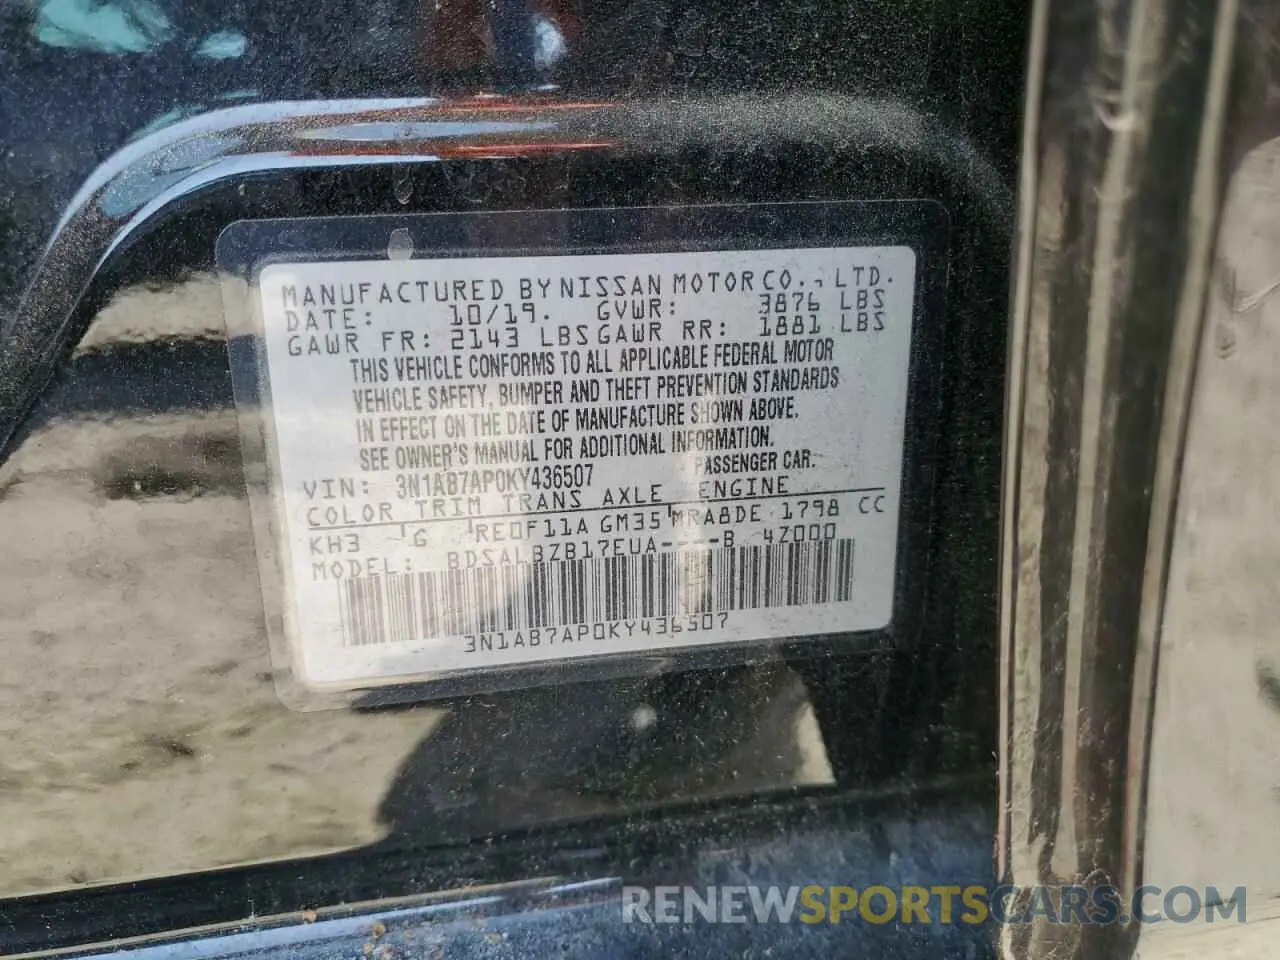 MANUFACTURED BY NISSAN MOTOR CO., LTD.
DATE: 10/19. GVWR: 3876 LBS
GAWR FR: 2143 LBS GAWR RR: 1881 LBS
THIS VEHICLE CONFORMS TO ALL APPLICABLE FEDERAL MOTOR
VEHICLE SAFETY, BUMPER AND THEFT PREVENTION STANDARDS
IN EFFECT ON THE DATE OF MANUFACTURE SHOWN ABOVE.
SEE OWNER'S MANUAL FOR ADDITIONAL INFORMATION.
VIN: 3N1AB7AP0KY436507 PASSENGER CAR.
COLOR TRIM TRANS AXLE ENGINE
KH3 G RE0F11A GM35 MRA8DE 1798 CC
MODEL: BDSALBZB17EUA----B 4Z000
3N1AB7AP0KY436507
RENEWSPORTSCARS.COM